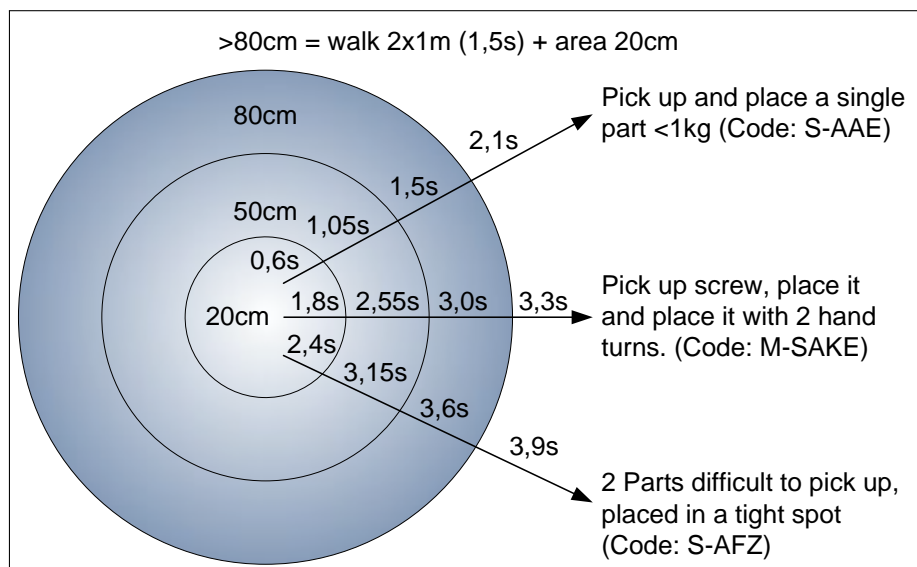 >80cm = walk 2x1m (1,5s) + area 20cm
80cm
50cm
20cm
0,6s
1,05s
1,5s
2,1s
Pick up and place a single
part <1kg (Code: S-AAE)
1,8s
2,55s
3,0s
3,3s
Pick up screw, place it
and place it with 2 hand
turns. (Code: M-SAKE)
2,4s
3,15s
3,6s
3,9s
2 Parts difficult to pick up,
placed in a tight spot
(Code: S-AFZ)